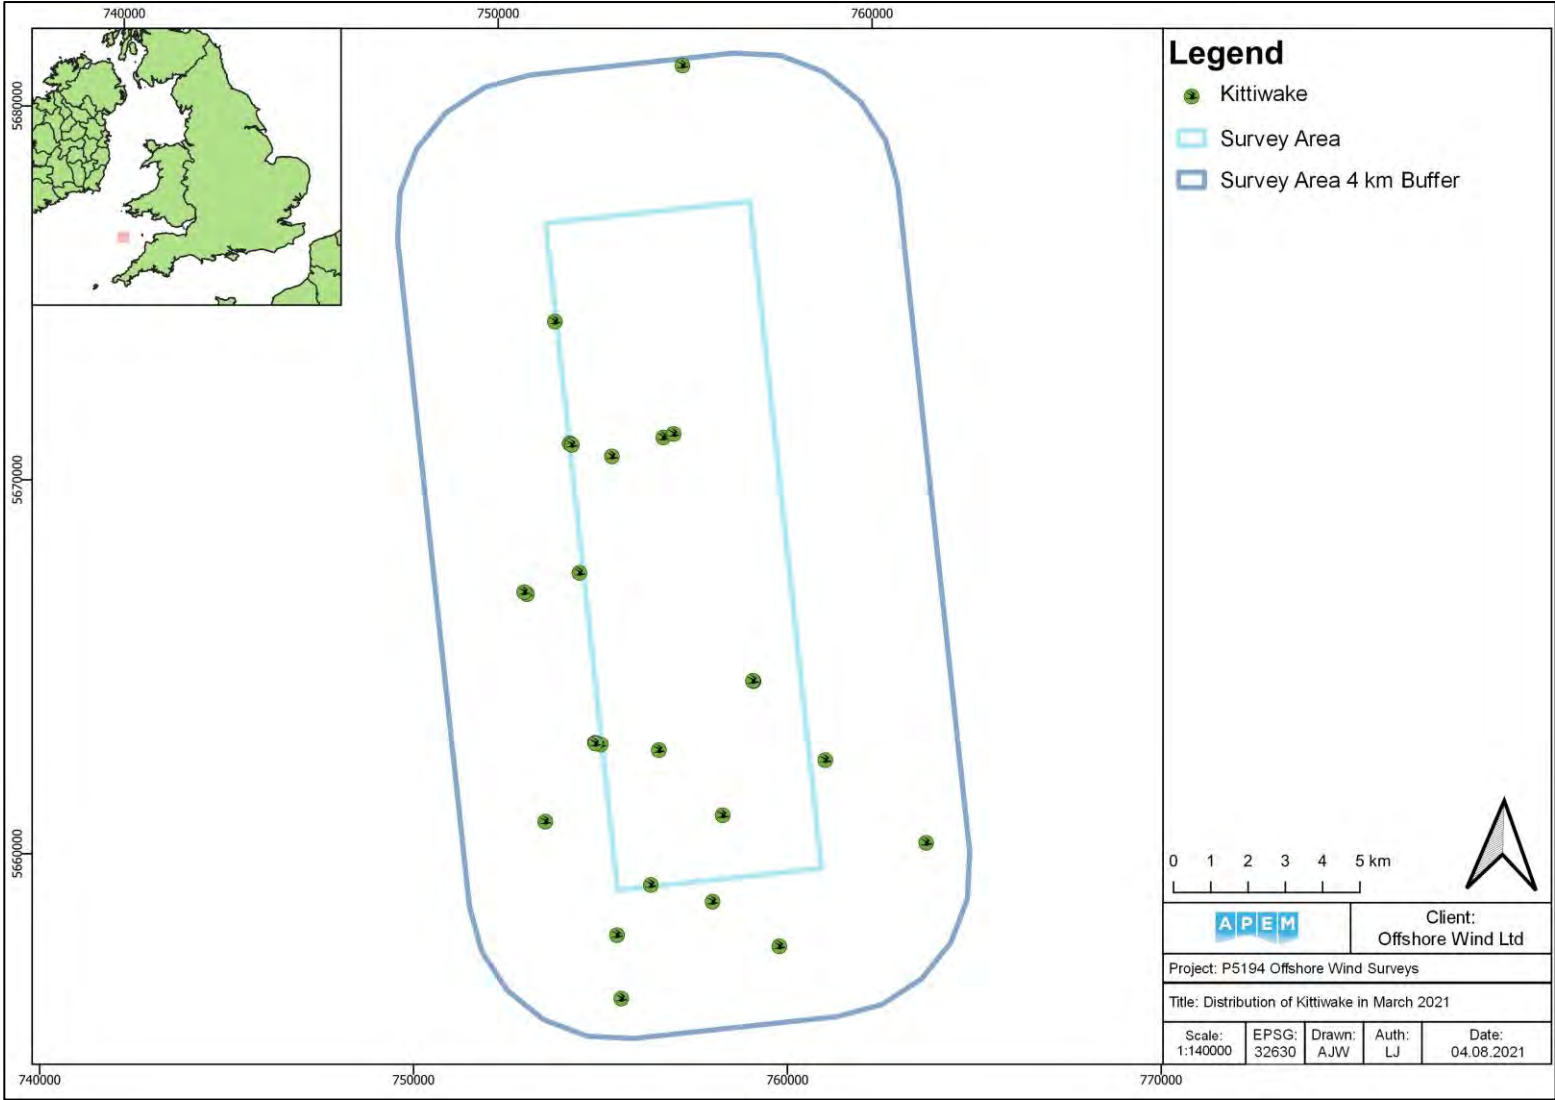 740000
750000
760000
5680000
5670000
5660000
740000
750000
760000
770000
Legend
Kittiwake
Survey Area
Survey Area 4 km Buffer
0 1 2 3 4 5 km
APEM
Client:
Offshore Wind Ltd
Project: P5194 Offshore Wind Surveys
Title: Distribution of Kittiwake in March 2021
Scale:
1:140000
EPSG:
32630
Drawn:
AJW
Auth:
LJ
Date:
04.08.2021